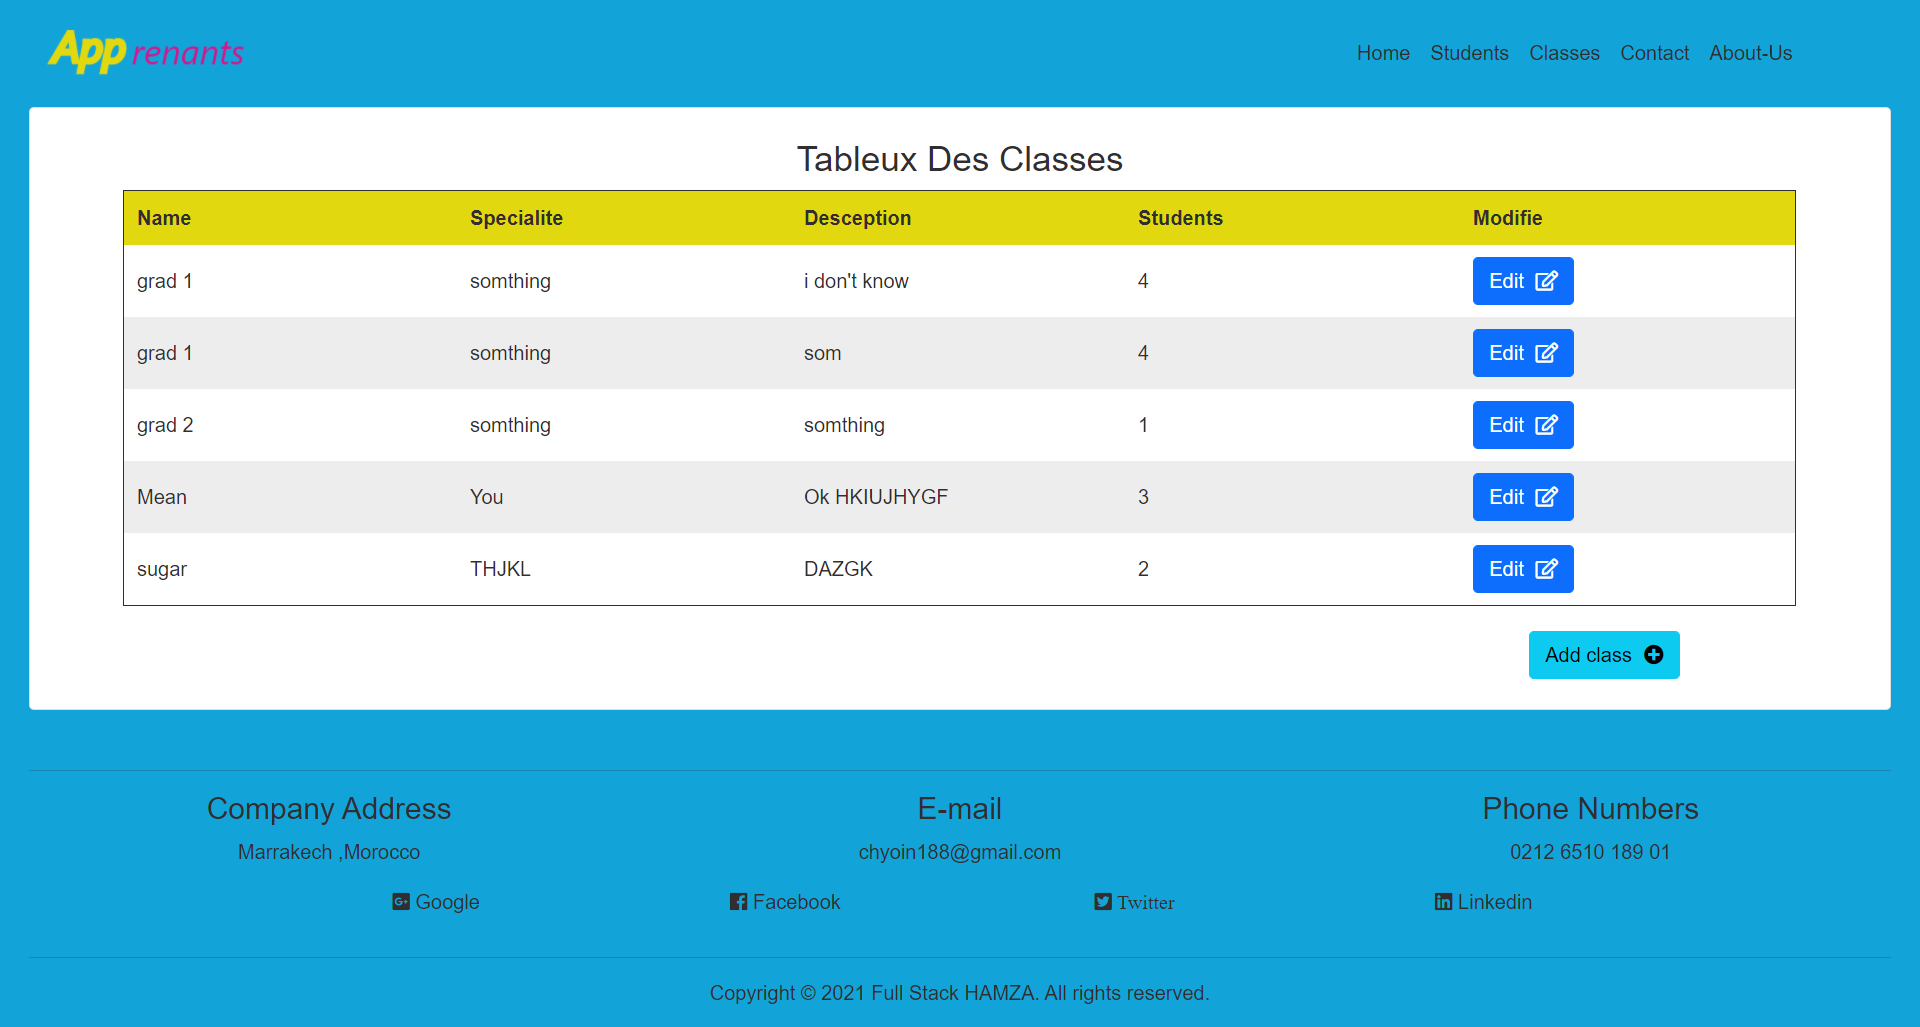 App renants
Home Students Classes Contact About-Us
Tableux Des Classes
Name Specialite Desception Students Modifie
grad 1 somthing i don't know 4 Edit
grad 1 somthing som 4 Edit
grad 2 somthing somthing 1 Edit
Mean You Ok HKIUJHYGF 3 Edit
sugar THJKL DAZGK 2 Edit
Add class
Company Address E-mail Phone Numbers
Marrakech ,Morocco chyoin188@gmail.com 0212 6510 189 01
Google Facebook Twitter Linkedin
Copyright © 2021 Full Stack HAMZA. All rights reserved.